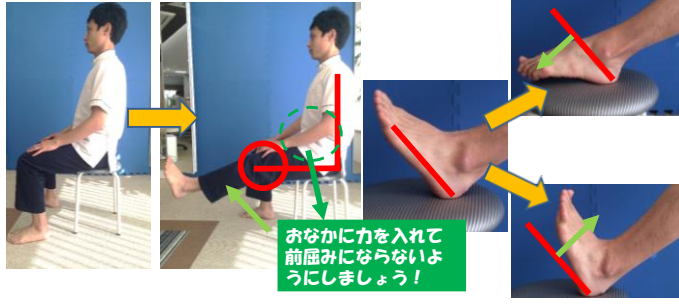 おなかに力を入れて
前屈みにならないよ
うにしましょう！